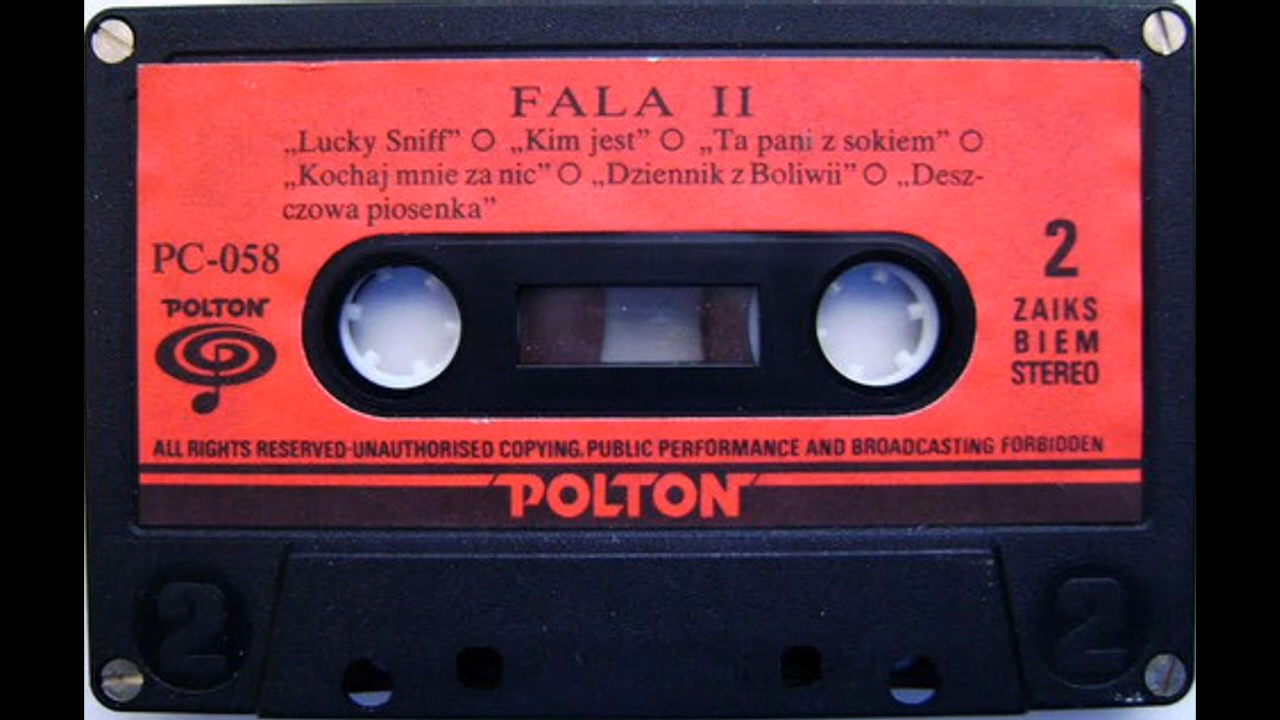 FALA II
„Lucky Sniff” O „Kim jest” O „Ta pani z sokiem” O
„Kochaj mnie za nic” O „Dziennik z Boliwii” O „Desz-
czowa piosenka”
PC-058
POLTON
2
ZAIKS
BIEM
STEREO
ALL RIGHTS RESERVED-UNAUTHORISED COPYING, PUBLIC PERFORMANCE AND BROADCASTING FORBIDDEN
POLTON
2
2